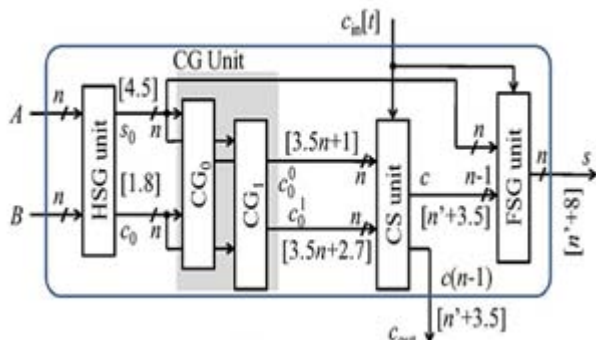 c_in[t]
CG Unit
A
n
HSG unit
[4.5]
s_0
n
CG_0
CG_1
[3.5n+1]
n
c_0^0
CS unit
n
FSG unit
n
s
[n'+8]
B
n
[1.8]
c_0
n
c_0^1
n
[3.5n+2.7]
c
n-1
[n'+3.5]
c(n-1)
[n'+3.5]